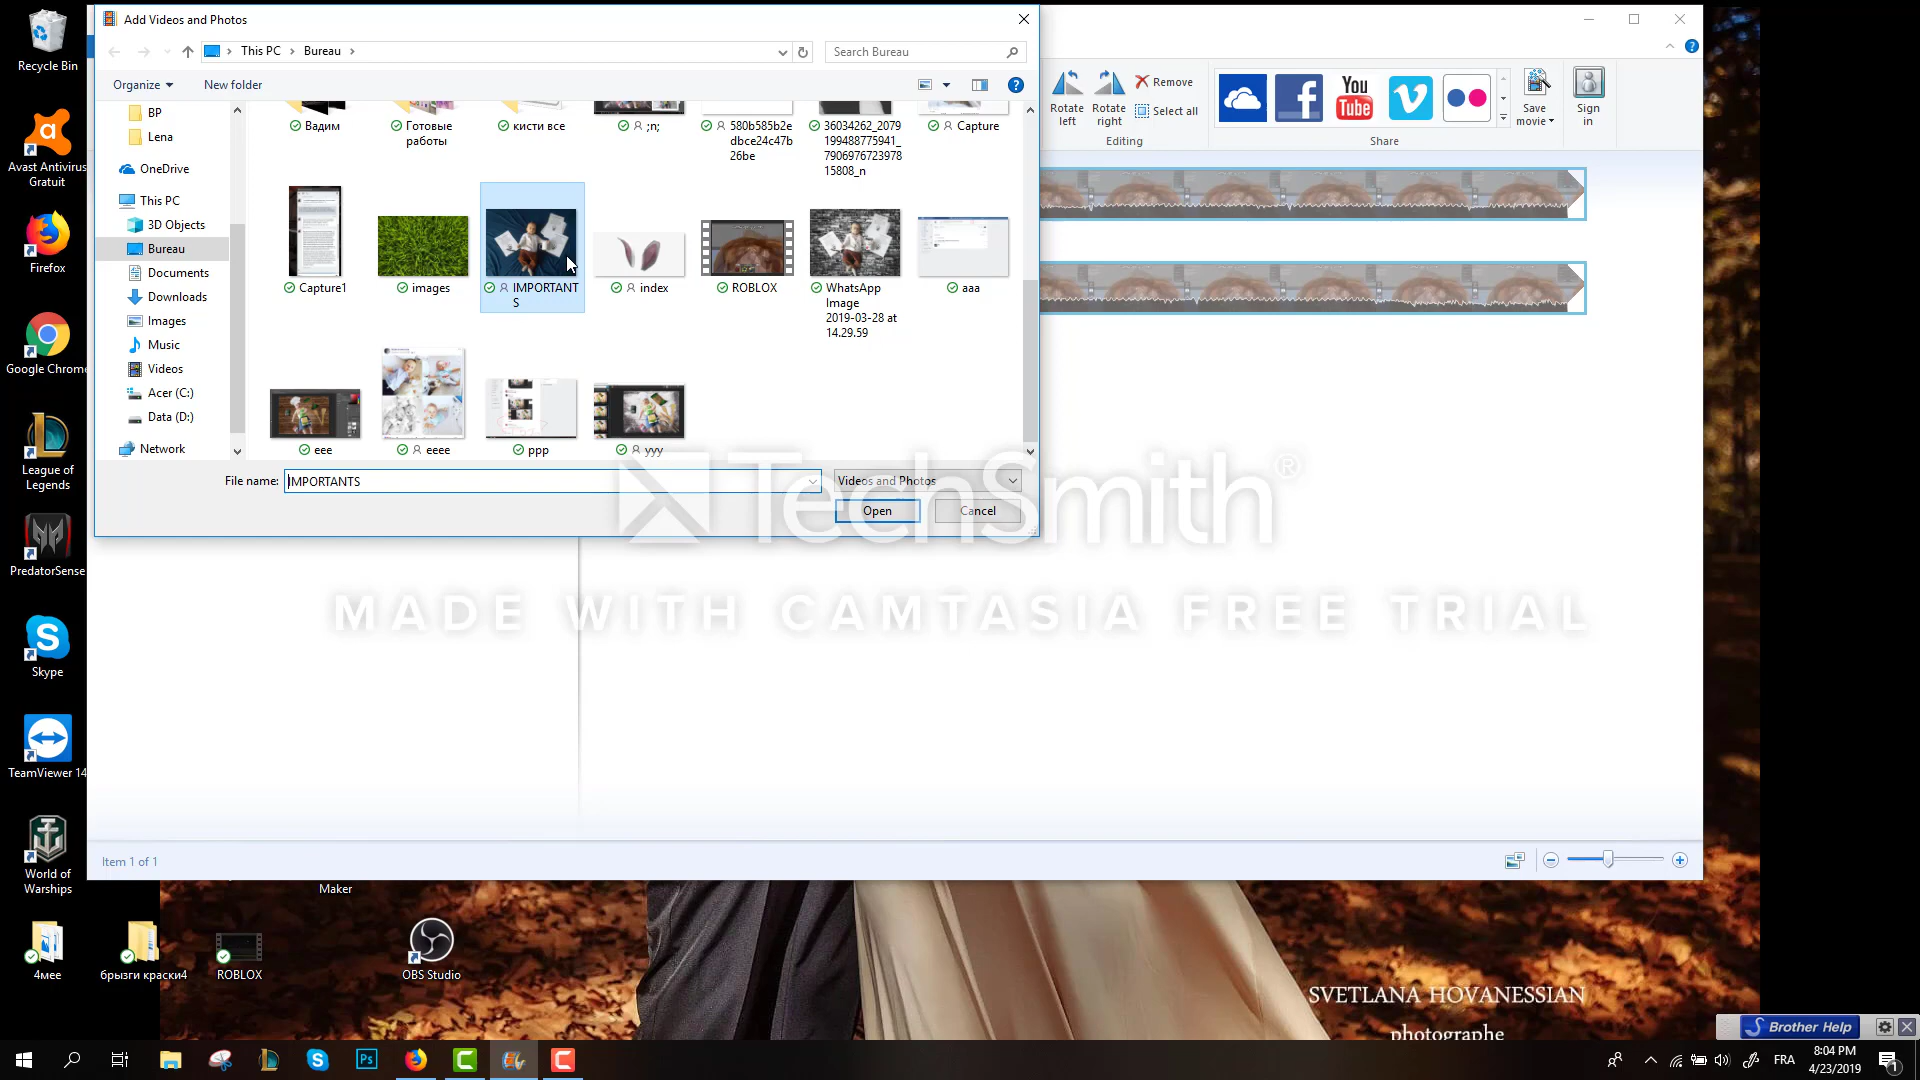 Add Videos and Photos
This PC
Bureau
Search Bureau
Organize
New folder
BP
Lena
OneDrive
This PC
3D Objects
Bureau
Documents
Downloads
Images
Music
Videos
Acer (C:)
Data (D:)
Network
Вадим
Готовые
работы
кисти все
;n;
580b585b2e
dbce24c47b
26be
36034262_2079
199488775941_
7906976723978
15808_n
Capture
Capture1
images
IMPORTANT
S
index
ROBLOX
WhatsApp
Image
2019-03-28 at
14.29.59
aaa
eee
eeee
ppp
yyy
File name:
IMPORTANTS
Videos and Photos
Open
Cancel
Rotate
left
Rotate
right
Remove
Select all
Editing
You
Tube
Share
Save
movie
Sign
in
TechSmith®
MADE WITH CAMTASIA FREE TRIAL
Item 1 of 1
Recycle Bin
Avast Antivirus
Gratuit
Firefox
Google Chrome
League of
Legends
PredatorSense
Skype
TeamViewer 14
World of
Warships
4мее
брызги краски4
ROBLOX
Maker
OBS Studio
SVETLANA HOVANESSIAN
photographe
Brother Help
Ps
FRA
8:04 PM
4/23/2019
1